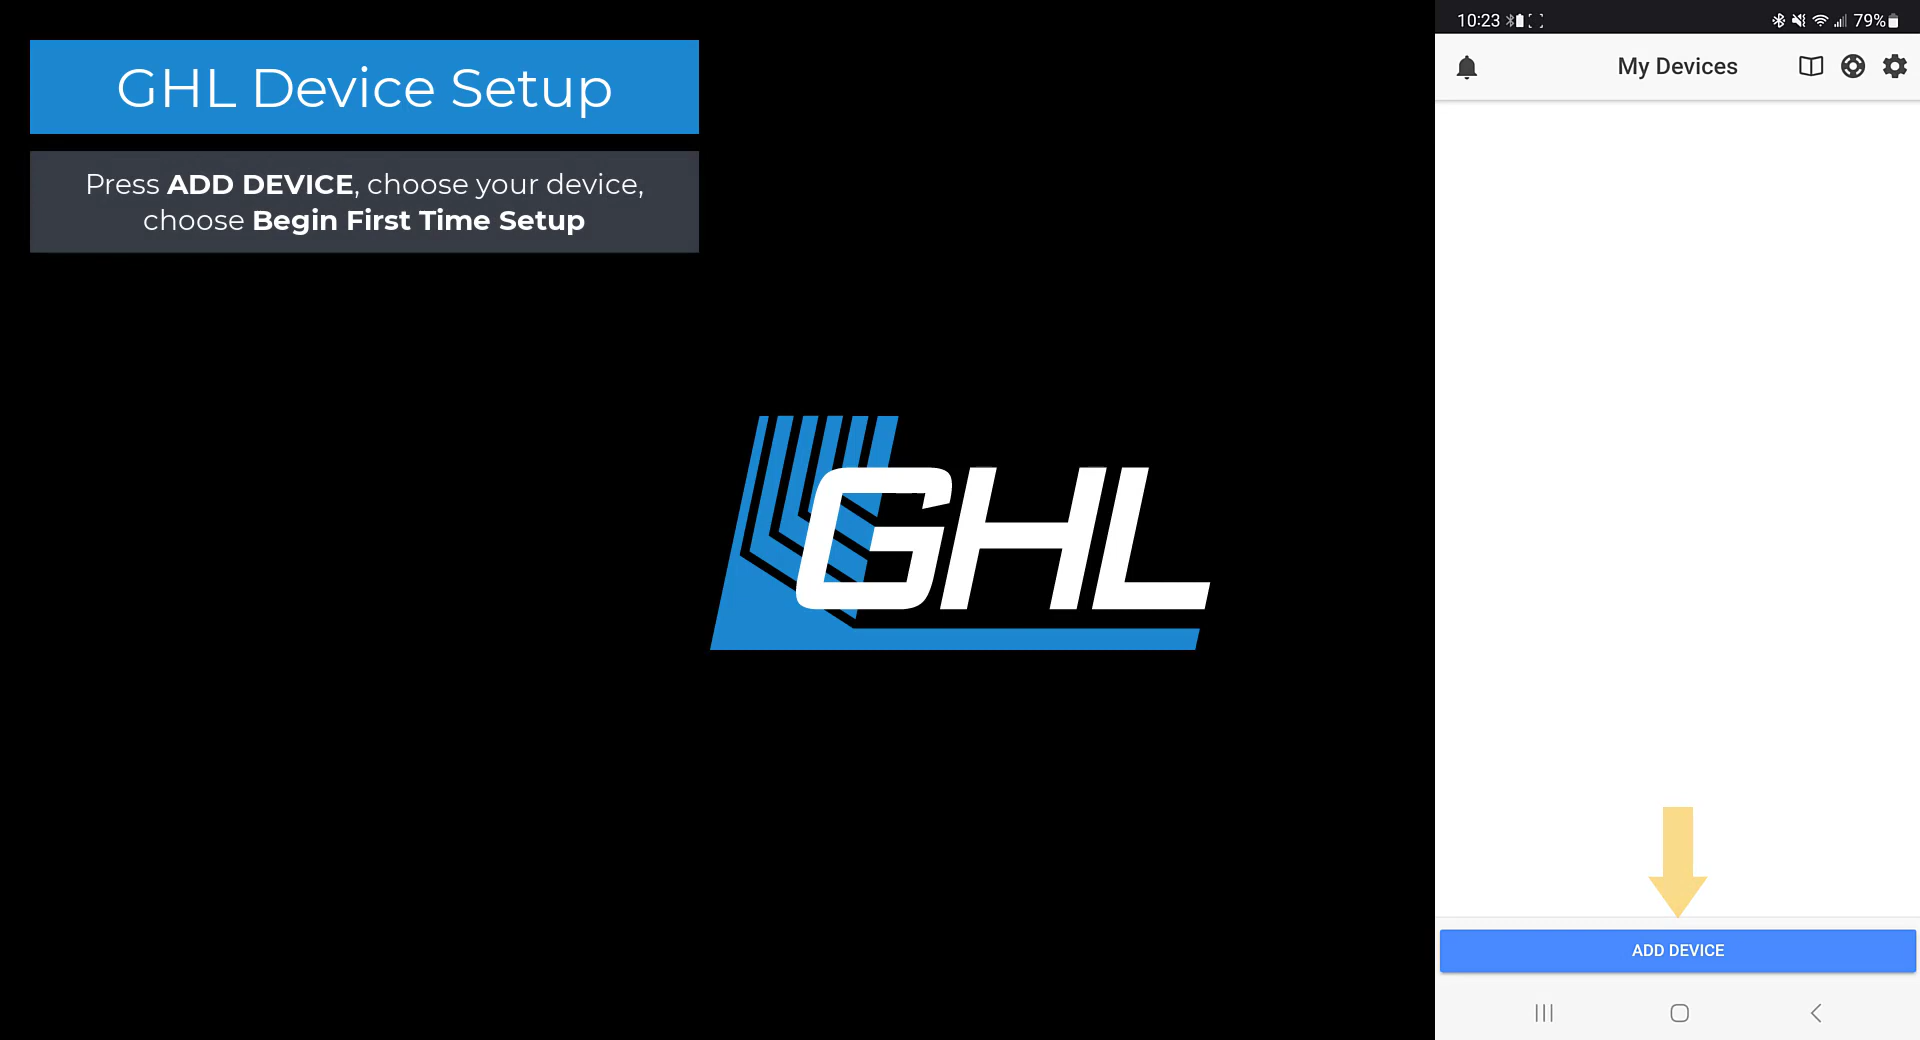 GHL Device Setup
Press ADD DEVICE, choose your device,
choose Begin First Time Setup
GHL
10:23
79%
My Devices
ADD DEVICE